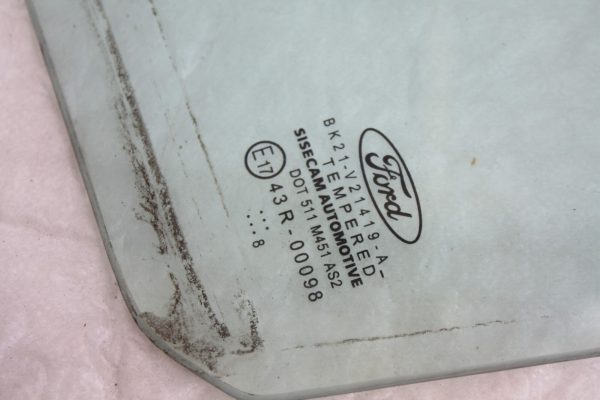 Ford
BK21-V21419-A-
TEMPERED
SISECAM AUTOMOTIVE
DOT 511 M451 AS2
E17 43R-00098
...
....8